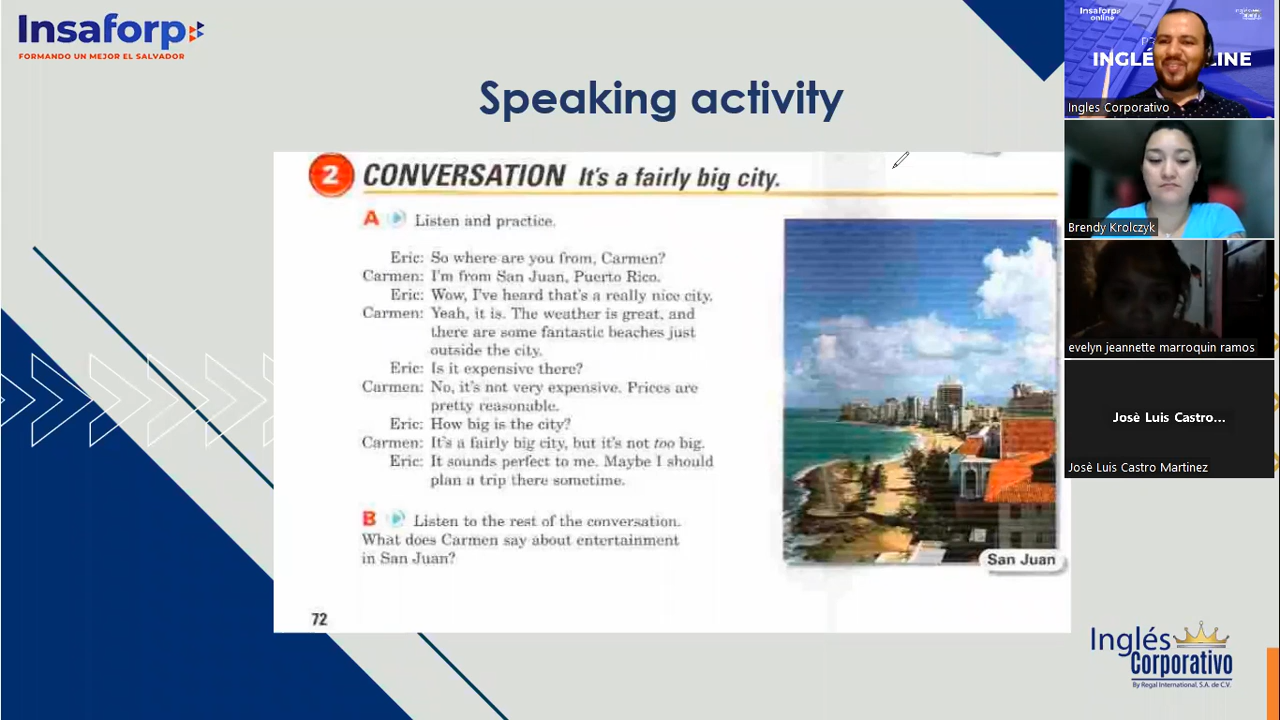 Insaforp
FORMANDO UN MEJOR EL SALVADOR
Speaking activity
2 CONVERSATION It's a fairly big city.
A Listen and practice.
Eric: So where are you from, Carmen?
Carmen: I'm from San Juan, Puerto Rico.
Eric: Wow, I've heard that's a really nice city.
Carmen: Yeah, it is. The weather is great, and
there are some fantastic beaches just
outside the city.
Eric: Is it expensive there?
Carmen: No, it's not very expensive. Prices are
pretty reasonable.
Eric: How big is the city?
Carmen: It's a fairly big city, but it's not too big.
Eric: It sounds perfect to me. Maybe I should
plan a trip there sometime.
B Listen to the rest of the conversation.
What does Carmen say about entertainment
in San Juan?
San Juan
72
Insaforp
online
INGLÉ LINE
Ingles Corporativo
Brendy Krolczyk
evelyn jeannette marroquin ramos
Josè Luis Castro...
Josè Luis Castro Martinez
Inglés
Corporativo
By Regal International, S.A. de C.V.